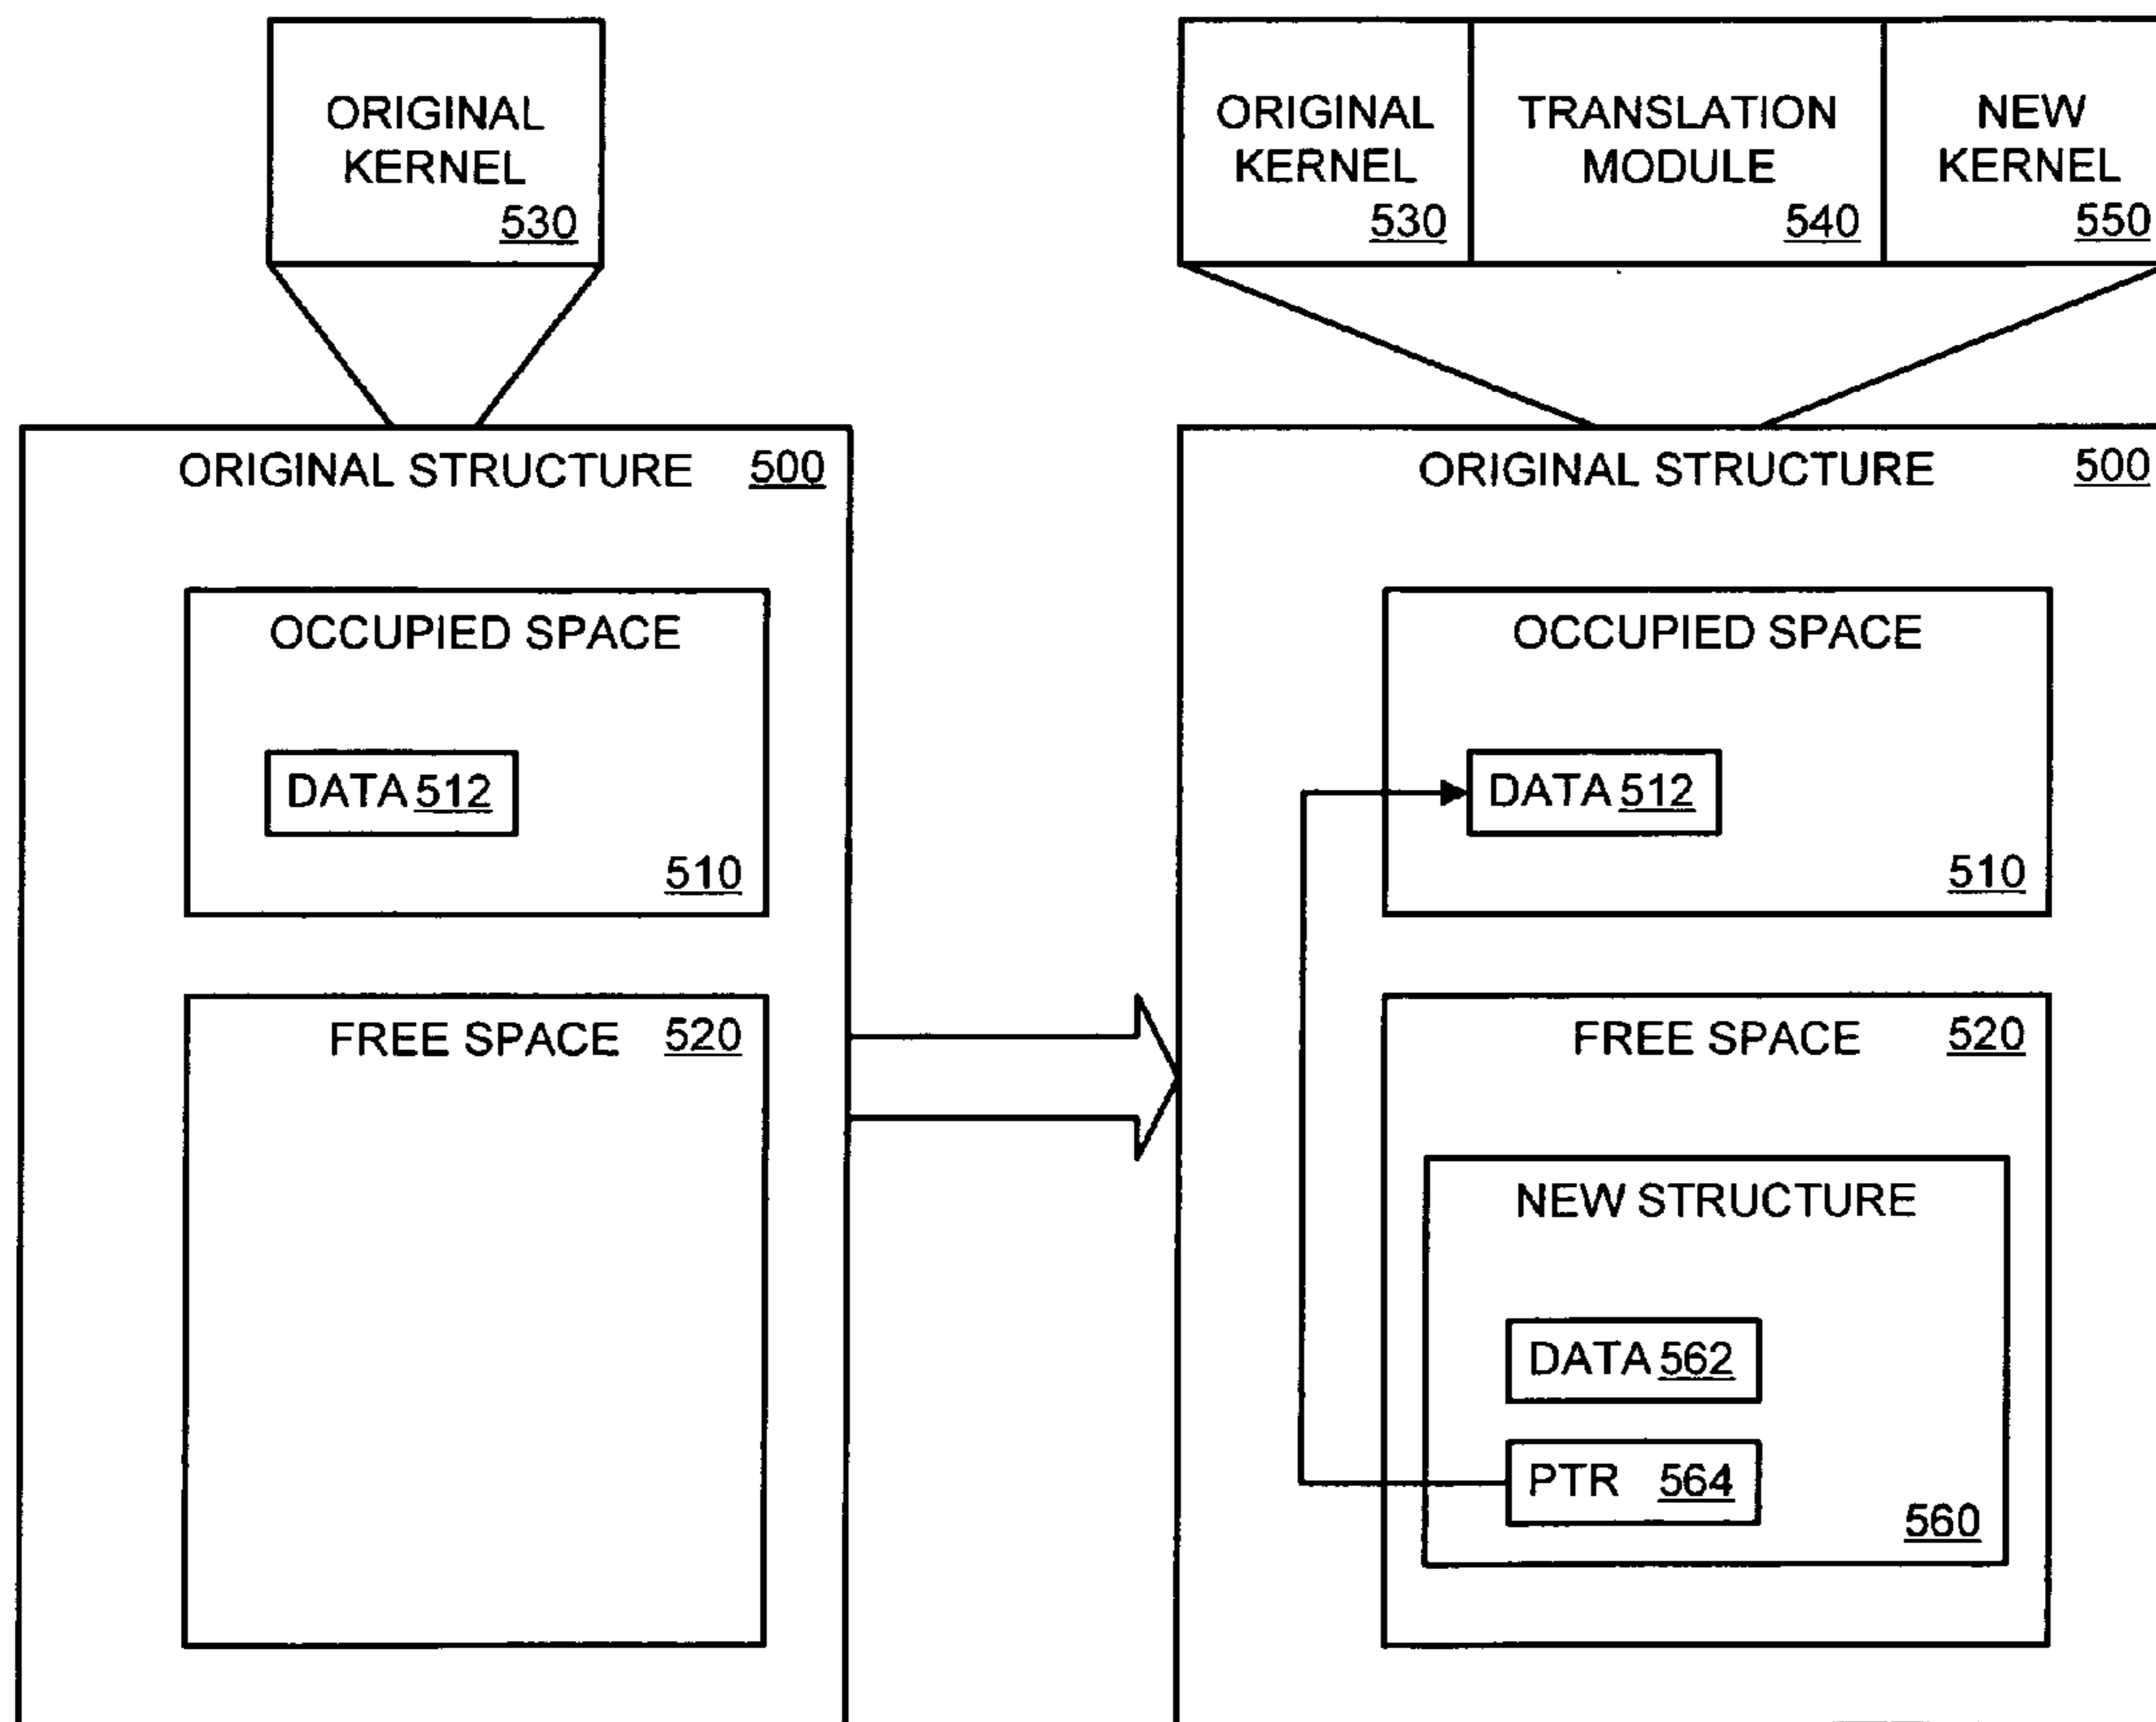 ORIGINAL
KERNEL
530
ORIGINAL STRUCTURE 500
OCCUPIED SPACE
DATA 512
510
FREE SPACE 520
ORIGINAL
KERNEL
530
TRANSLATION
MODULE
540
NEW
KERNEL
550
ORIGINAL STRUCTURE 500
OCCUPIED SPACE
DATA 512
510
FREE SPACE 520
NEW STRUCTURE
DATA 562
PTR 564
560